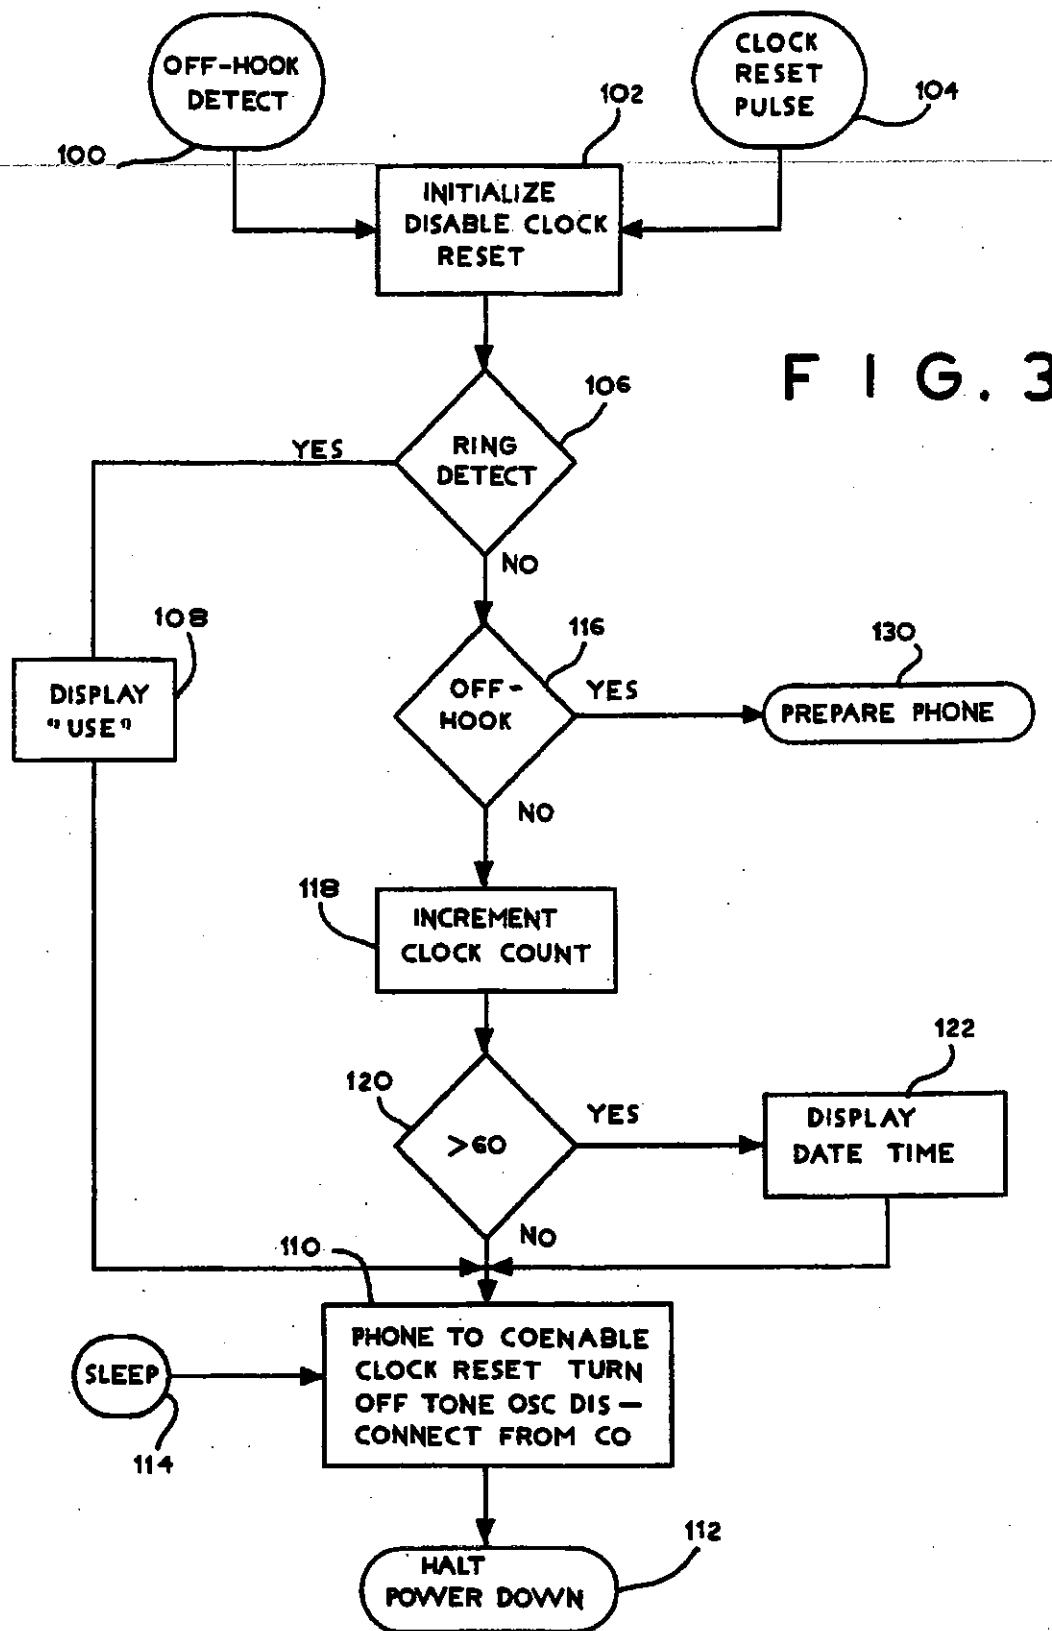 OFF-HOOK
DETECT
100
CLOCK
RESET
PULSE
104
102
INITIALIZE
DISABLE CLOCK
RESET
FIG. 3
106
RING
DETECT
YES
NO
108
DISPLAY
"USE"
116
OFF-
HOOK
YES
130
PREPARE PHONE
NO
118
INCREMENT
CLOCK COUNT
120
>60
YES
122
DISPLAY
DATE TIME
NO
110
PHONE TO COENABLE
CLOCK RESET TURN
OFF TONE OSC DIS-
CONNECT FROM CO
SLEEP
114
112
HALT
POWER DOWN